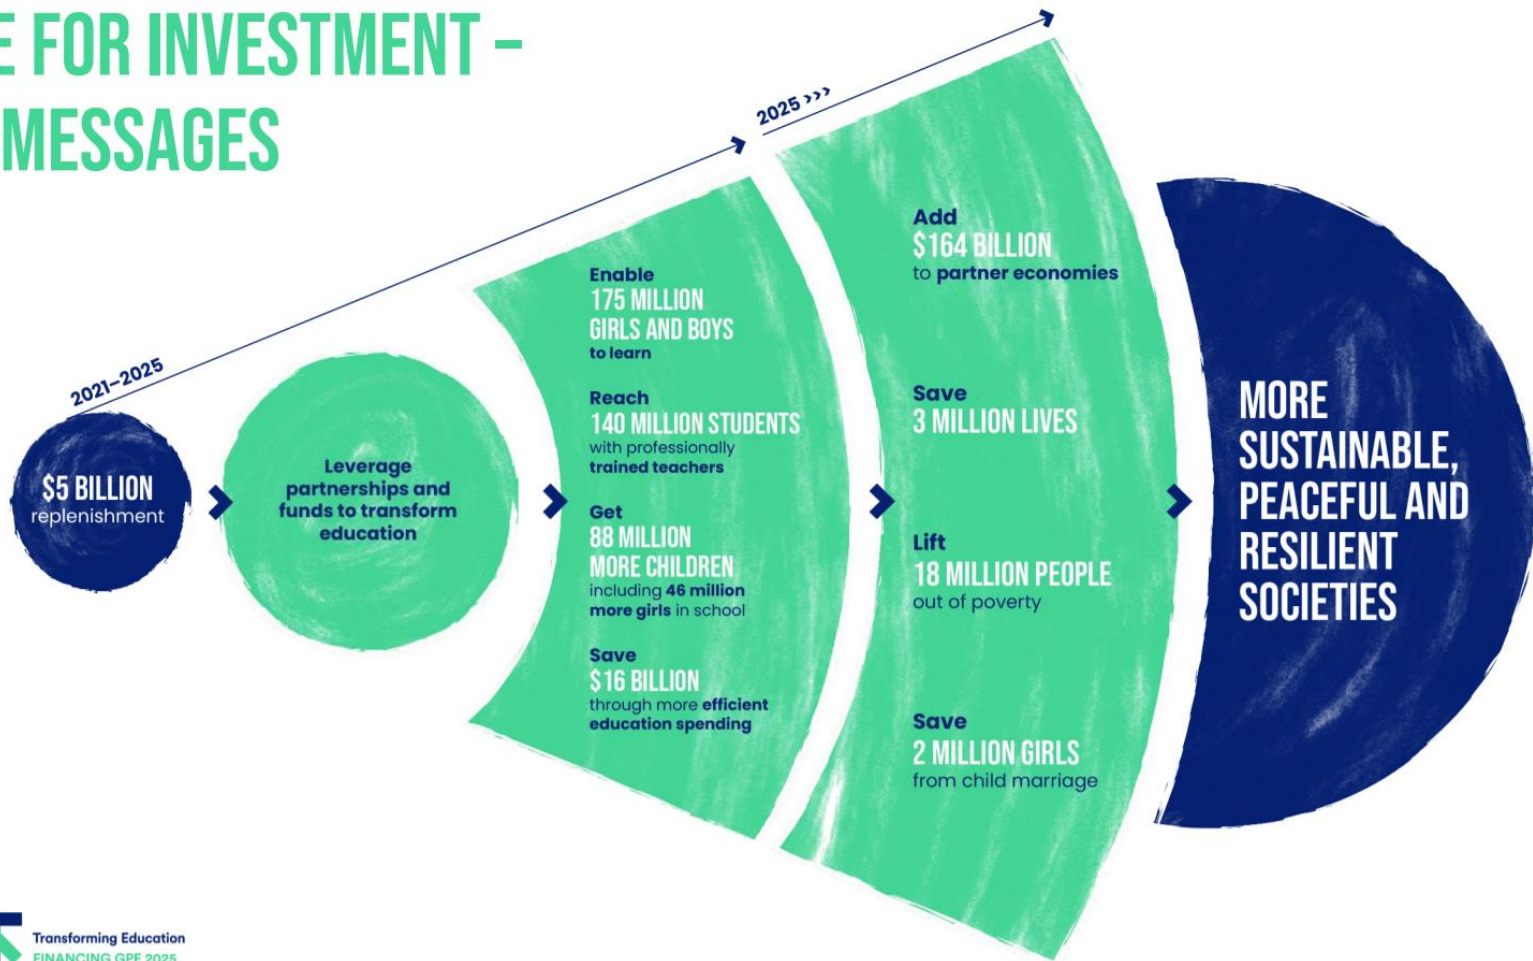 FOR INVESTMENT –
MESSAGES
2021–2025
2025 >>>
$5 BILLION
replenishment
Leverage
partnerships and
funds to transform
education
Enable
175 MILLION
GIRLS AND BOYS
to learn
Reach
140 MILLION STUDENTS
with professionally
trained teachers
Get
88 MILLION
MORE CHILDREN
including 46 million
more girls in school
Save
$16 BILLION
through more efficient
education spending
Add
$164 BILLION
to partner economies
Save
3 MILLION LIVES
Lift
18 MILLION PEOPLE
out of poverty
Save
2 MILLION GIRLS
from child marriage
MORE
SUSTAINABLE,
PEACEFUL AND
RESILIENT
SOCIETIES
Transforming Education
FINANCING GPE 2025